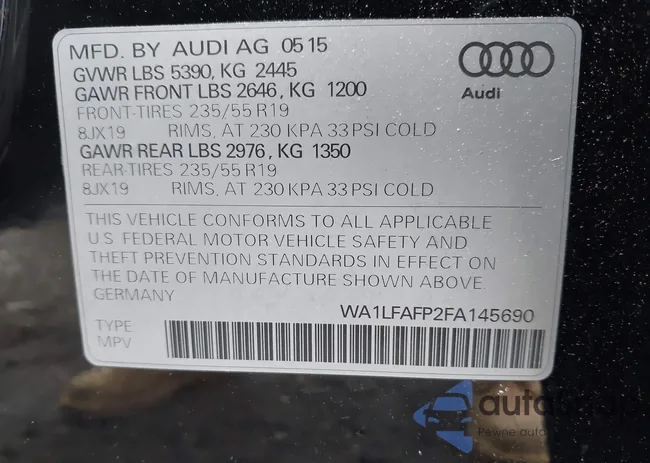 MFD. BY AUDI AG 05 15
GVWR LBS 5390, KG 2445
GAWR FRONT LBS 2646, KG 1200
FRONT-TIRES 235/55 R19
8JX19 RIMS, AT 230 KPA 33 PSI COLD
GAWR REAR LBS 2976, KG 1350
REAR-TIRES 235/55 R19
8JX19 RIMS, AT 230 KPA 33 PSI COLD
Audi
THIS VEHICLE CONFORMS TO ALL APPLICABLE
U.S. FEDERAL MOTOR VEHICLE SAFETY AND
THEFT PREVENTION STANDARDS IN EFFECT ON
THE DATE OF MANUFACTURE SHOWN ABOVE.
GERMANY
WA1LFAFP2FA145690
TYPE
MPV
Pewne auto